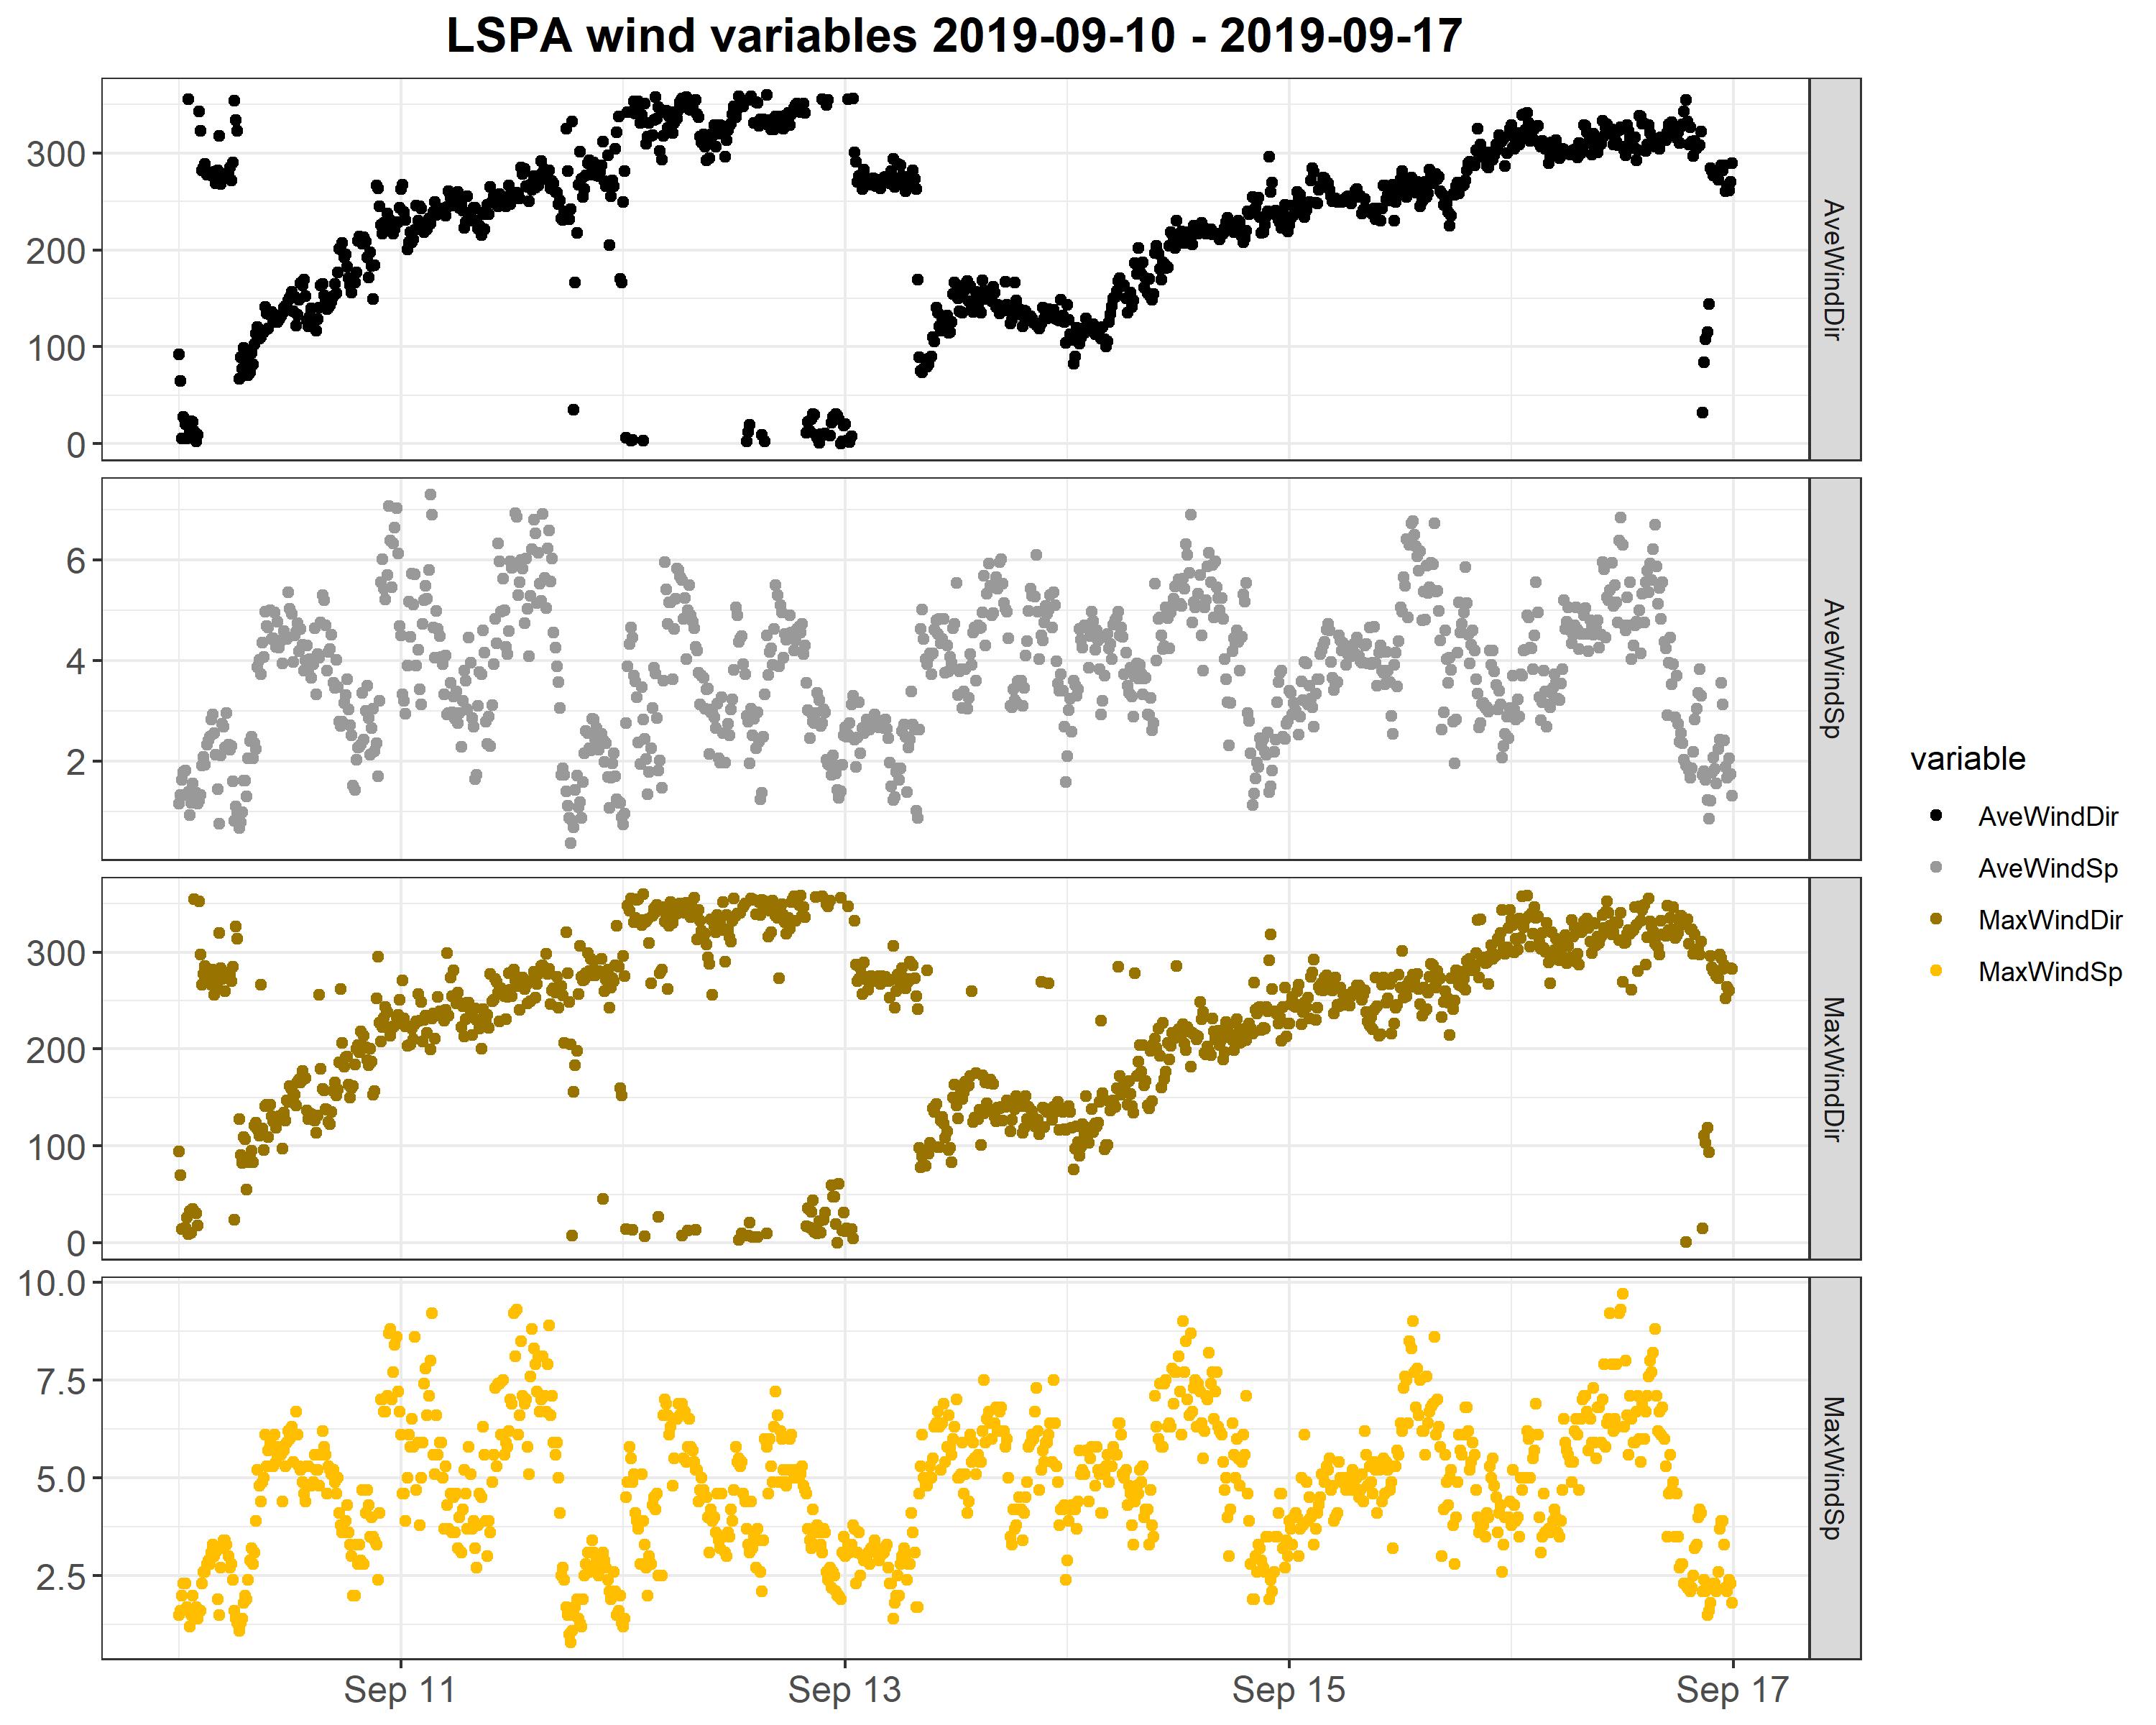 LSPA wind variables 2019-09-10 - 2019-09-17
300
200
100
0
AveWindDir
6
4
2
AveWindSp
300
200
100
0
MaxWindDir
10.0
7.5
5.0
2.5
MaxWindSp
Sep 11
Sep 13
Sep 15
Sep 17
variable
AveWindDir
AveWindSp
MaxWindDir
MaxWindSp